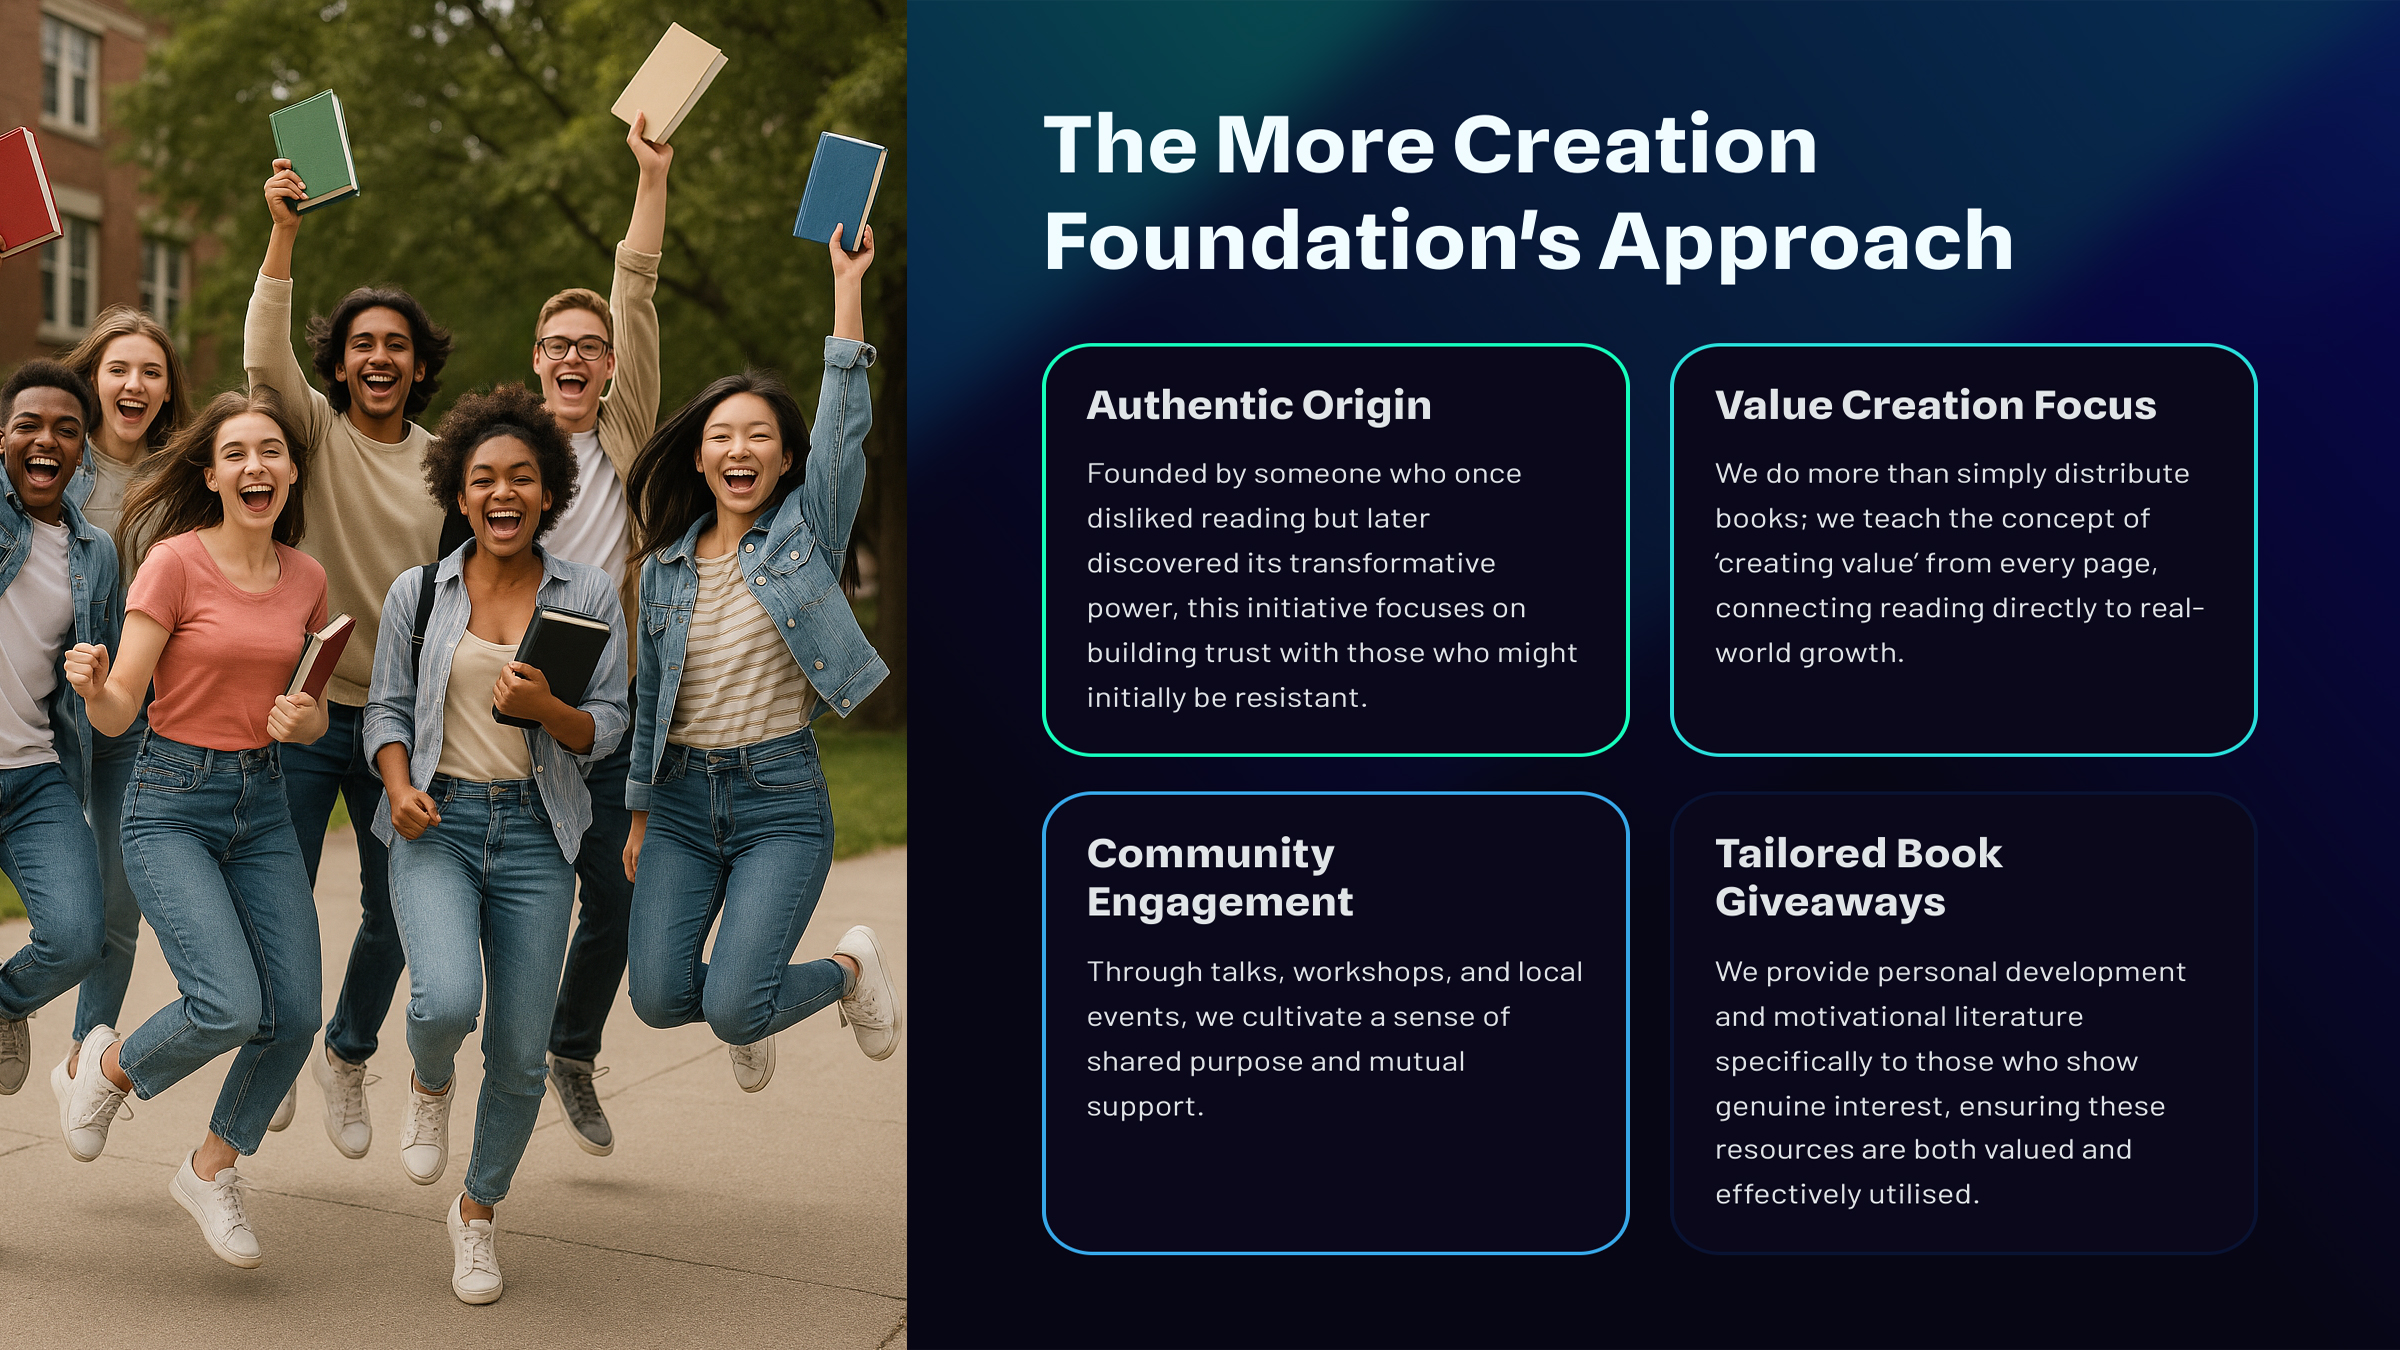 The More Creation
Foundation's Approach
Authentic Origin
Founded by someone who once
disliked reading but later
discovered its transformative
power, this initiative focuses on
building trust with those who might
initially be resistant.
Value Creation Focus
We do more than simply distribute
books; we teach the concept of
‘creating value’ from every page,
connecting reading directly to real-
world growth.
Community
Engagement
Through talks, workshops, and local
events, we cultivate a sense of
shared purpose and mutual
support.
Tailored Book
Giveaways
We provide personal development
and motivational literature
specifically to those who show
genuine interest, ensuring these
resources are both valued and
effectively utilised.